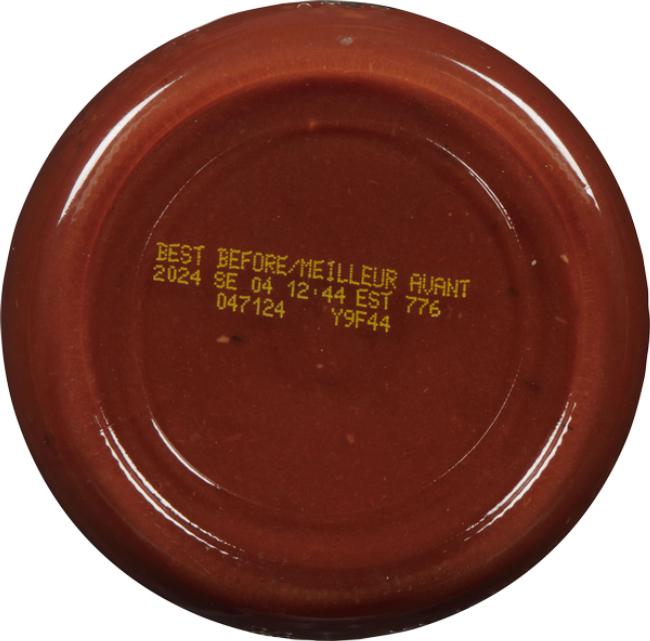 BEST BEFORE/MEILLEUR AVANT
2024 SE 04 12:44 EST 776
047124 Y9F44